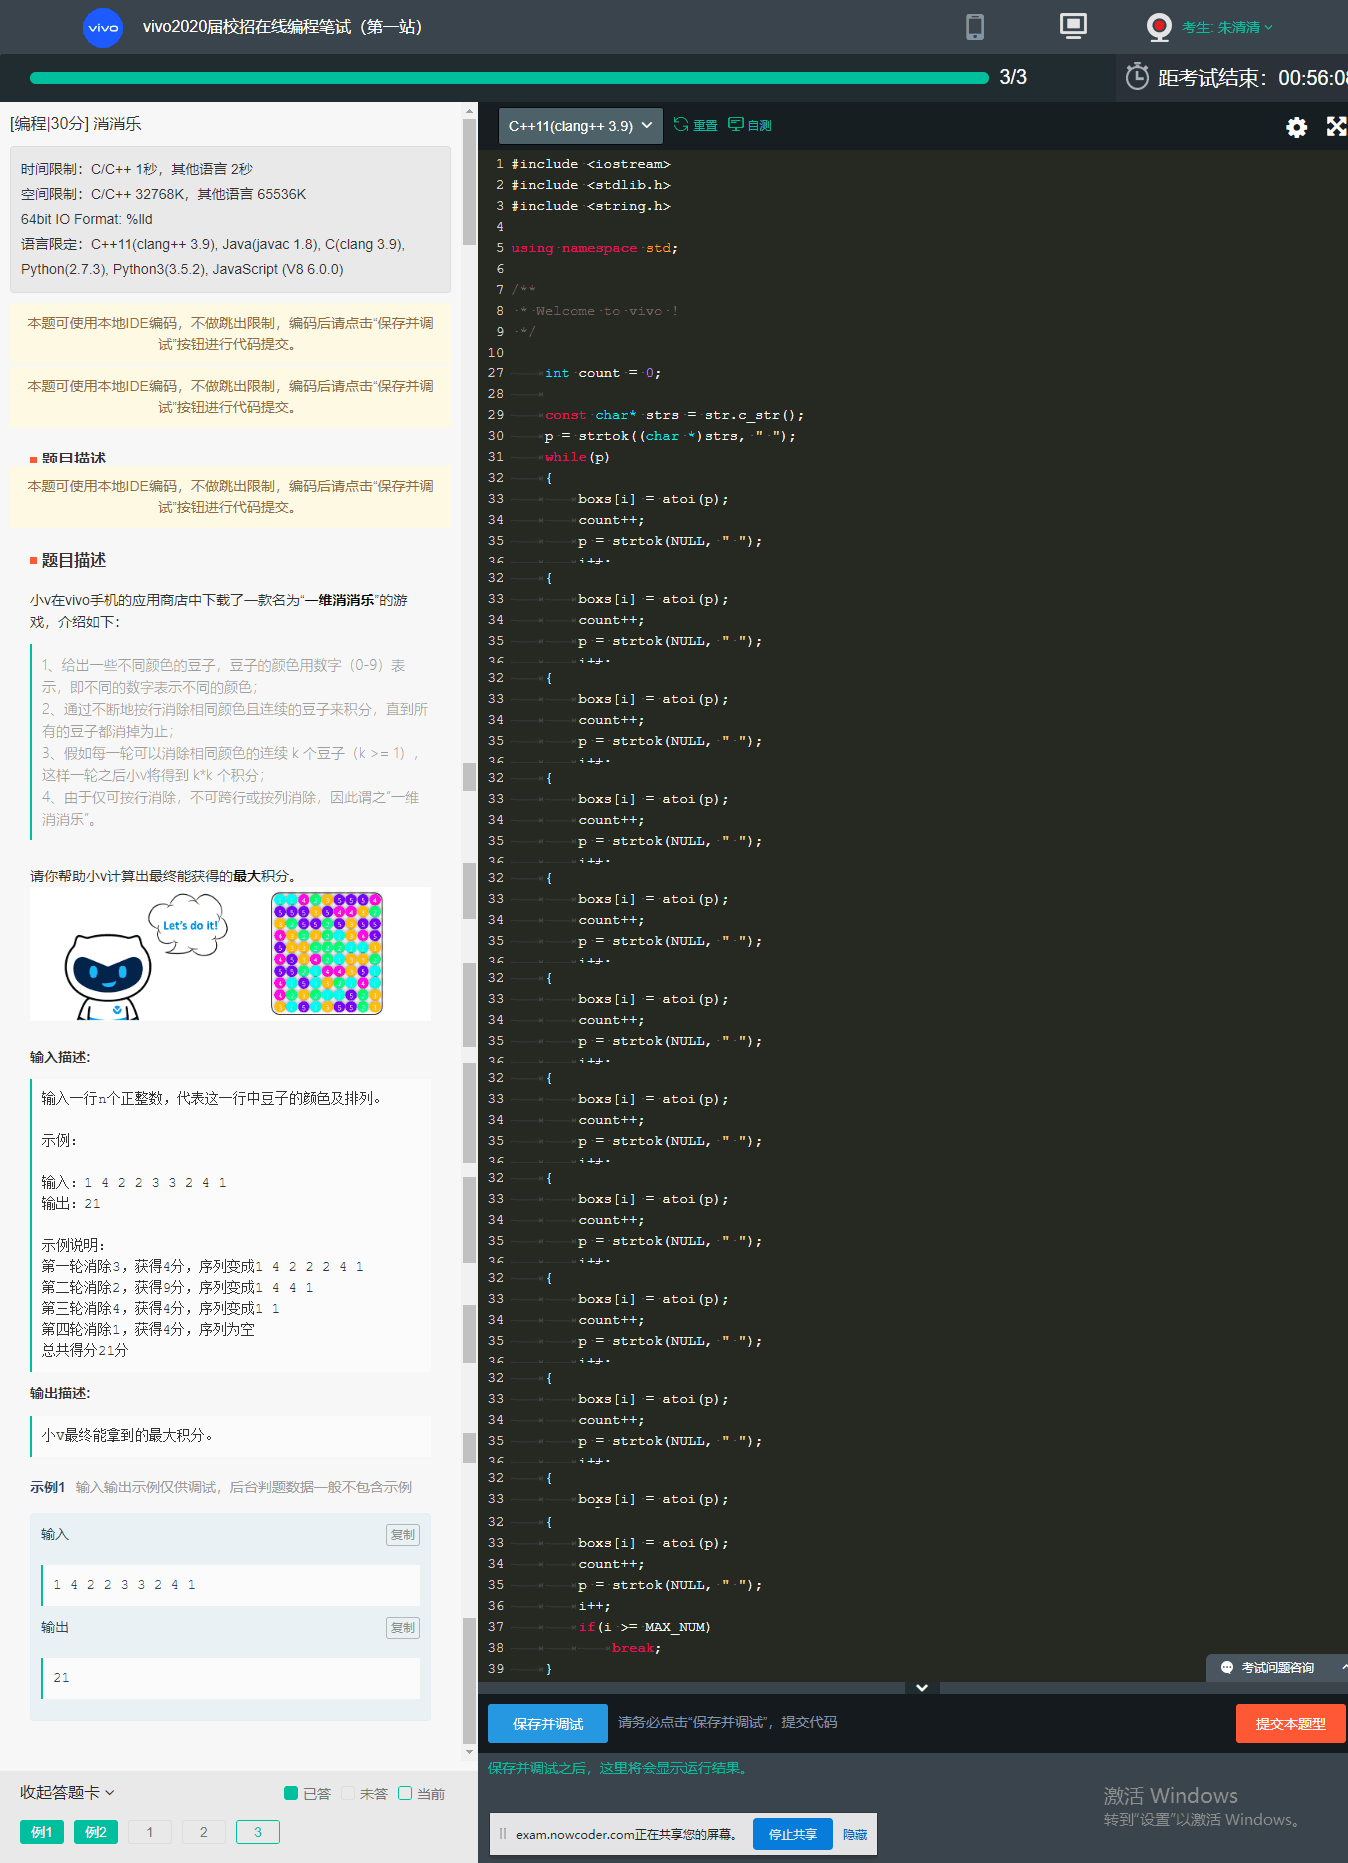 vivo
vivo2020届校招在线编程笔试（第一站）
考生: 朱清清
3/3
距考试结束：00:56:08
[编程|30分] 消消乐
时间限制：C/C++ 1秒，其他语言 2秒
空间限制：C/C++ 32768K，其他语言 65536K
64bit IO Format: %lld
语言限定：C++11(clang++ 3.9), Java(javac 1.8), C(clang 3.9),
Python(2.7.3), Python3(3.5.2), JavaScript (V8 6.0.0)
本题可使用本地IDE编码，不做跳出限制，编码后请点击“保存并调
试”按钮进行代码提交。
本题可使用本地IDE编码，不做跳出限制，编码后请点击“保存并调
试”按钮进行代码提交。
题目描述
本题可使用本地IDE编码，不做跳出限制，编码后请点击“保存并调
试”按钮进行代码提交。
题目描述
小v在vivo手机的应用商店中下载了一款名为“一维消消乐”的游
戏，介绍如下：
1、给出一些不同颜色的豆子，豆子的颜色用数字（0-9）表
示，即不同的数字表示不同的颜色；
2、通过不断地按行消除相同颜色且连续的豆子来积分，直到所
有的豆子都消掉为止；
3、假如每一轮可以消除相同颜色的连续 k 个豆子（k >= 1），
这样一轮之后小v将得到 k*k 个积分；
4、由于仅可按行消除，不可跨行或按列消除，因此谓之“一维
消消乐”。
请你帮助小v计算出最终能获得的最大积分。
Let's do it!
输入描述:
输入一行n个正整数，代表这一行中豆子的颜色及排列。
示例：
输入：1 4 2 2 3 3 2 4 1
输出：21
示例说明：
第一轮消除3，获得4分，序列变成1 4 2 2 2 4 1
第二轮消除2，获得9分，序列变成1 4 4 1
第三轮消除4，获得4分，序列变成1 1
第四轮消除1，获得4分，序列为空
总共得分21分
输出描述:
小v最终能拿到的最大积分。
示例1 输入输出示例仅供调试，后台判题数据一般不包含示例
输入 复制
1 4 2 2 3 3 2 4 1
输出 复制
21
收起答题卡 已答 未答 当前
例1 例2 1 2 3
C++11(clang++ 3.9) 重置 自测
1 #include <iostream>
2 #include <stdlib.h>
3 #include <string.h>
4
5 using namespace std;
6
7 /**
8 * Welcome to vivo !
9 */
10
27 int count = 0;
28
29 const char* strs = str.c_str();
30 p = strtok((char *)strs, " ");
31 while(p)
32 {
33 boxs[i] = atoi(p);
34 count++;
35 p = strtok(NULL, " ");
36 i++;
32 {
33 boxs[i] = atoi(p);
34 count++;
35 p = strtok(NULL, " ");
36 i++;
32 {
33 boxs[i] = atoi(p);
34 count++;
35 p = strtok(NULL, " ");
36 i++;
32 {
33 boxs[i] = atoi(p);
34 count++;
35 p = strtok(NULL, " ");
36 i++;
32 {
33 boxs[i] = atoi(p);
34 count++;
35 p = strtok(NULL, " ");
36 i++;
32 {
33 boxs[i] = atoi(p);
34 count++;
35 p = strtok(NULL, " ");
36 i++;
32 {
33 boxs[i] = atoi(p);
34 count++;
35 p = strtok(NULL, " ");
36 i++;
32 {
33 boxs[i] = atoi(p);
34 count++;
35 p = strtok(NULL, " ");
36 i++;
32 {
33 boxs[i] = atoi(p);
34 count++;
35 p = strtok(NULL, " ");
36 i++;
32 {
33 boxs[i] = atoi(p);
34 count++;
35 p = strtok(NULL, " ");
36 i++;
32 {
33 boxs[i] = atoi(p);
32 {
33 boxs[i] = atoi(p);
34 count++;
35 p = strtok(NULL, " ");
36 i++;
37 if(i >= MAX_NUM)
38 break;
39 }
考试问题咨询
保存并调试 请务必点击“保存并调试”，提交代码 提交本题型
保存并调试之后，这里将会显示运行结果。
激活 Windows
转到“设置”以激活 Windows。
exam.nowcoder.com正在共享您的屏幕。 停止共享 隐藏